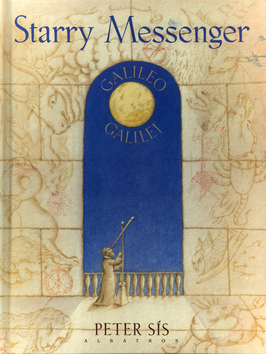 Starry Messenger
GALILEO
GALILEI
PETER SÍS
ALBATROS